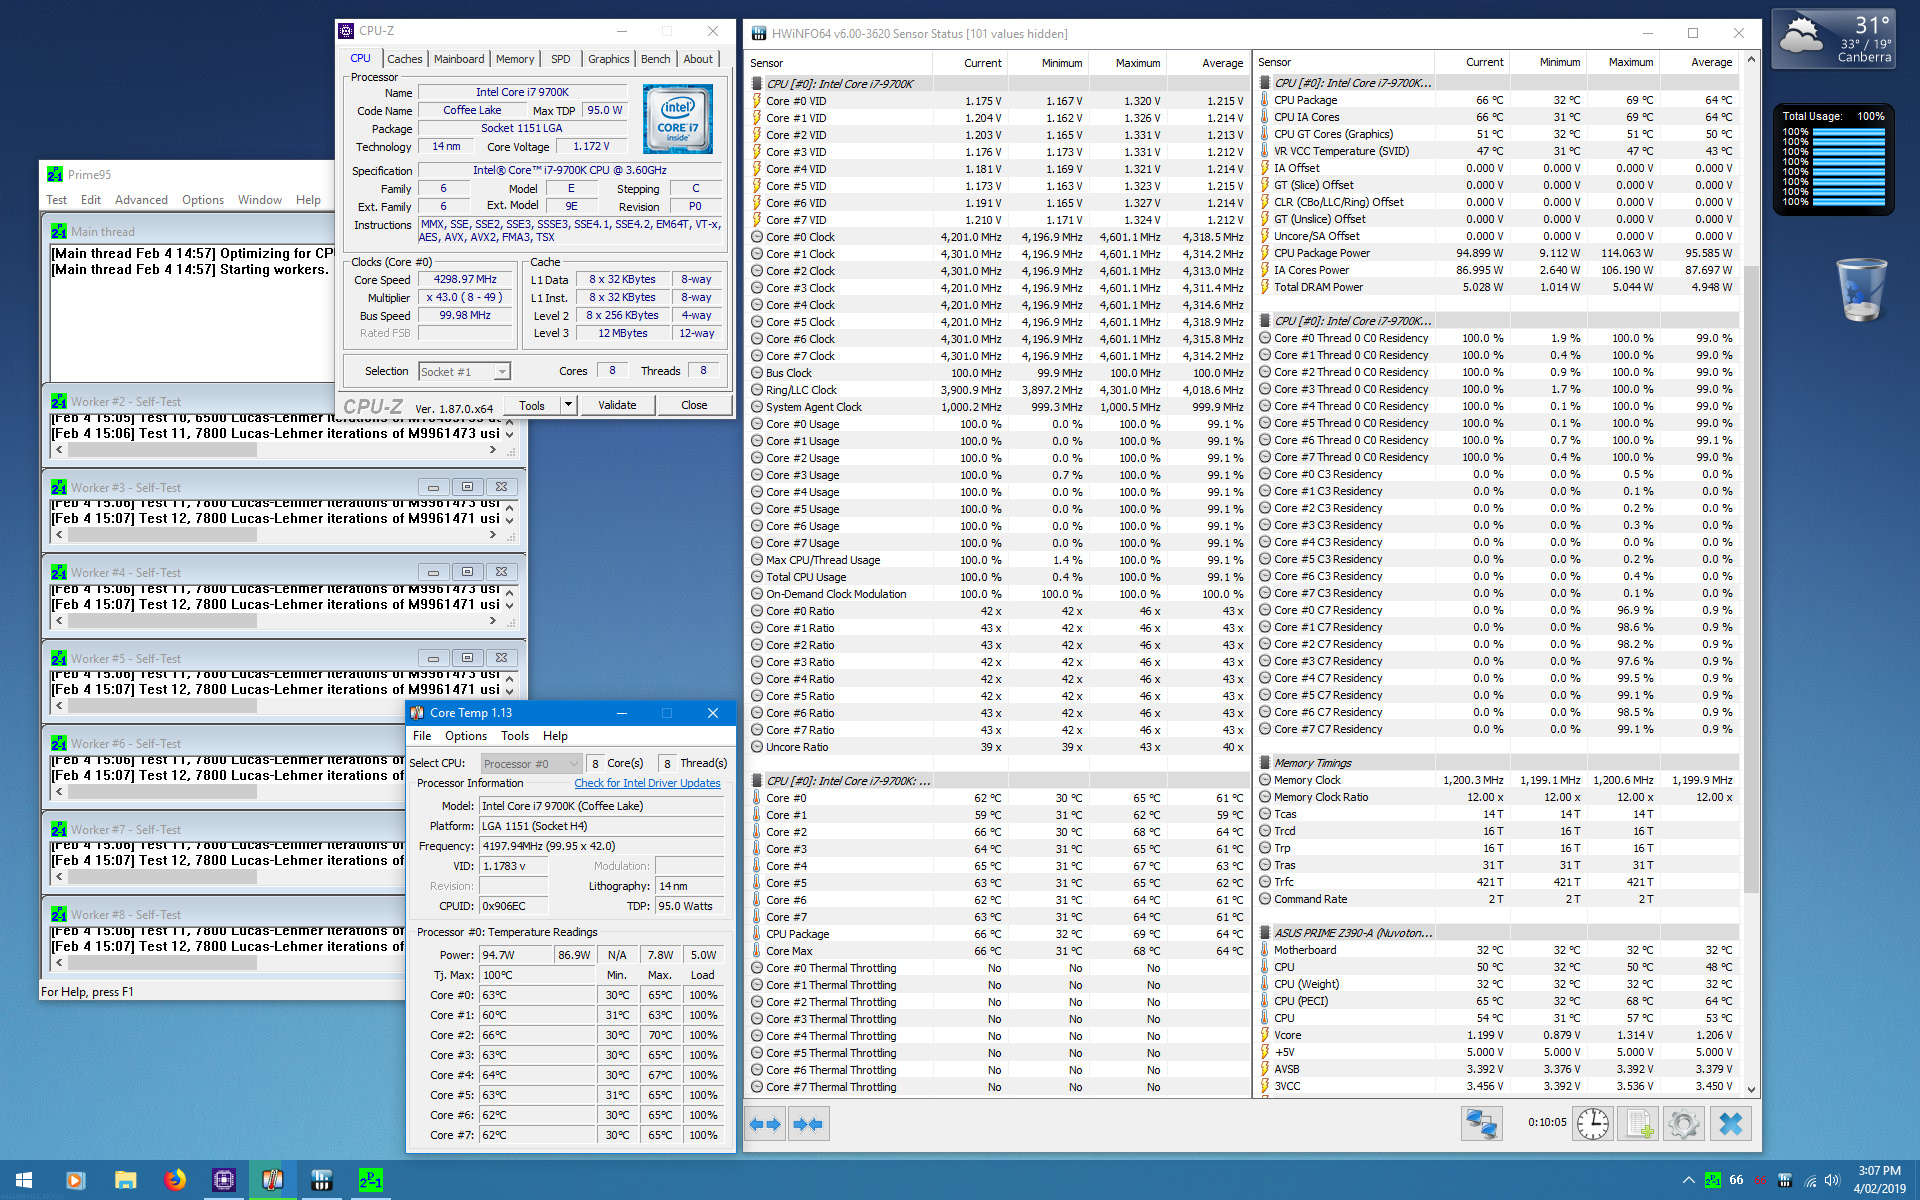 CPU-Z
CPU Caches Mainboard Memory SPD Graphics Bench About
Processor
Name Intel Core i7 9700K
Code Name Coffee Lake Max TDP 95.0 W
Package Socket 1151 LGA
Technology 14 nm Core Voltage 1.172 V
intel CORE i7 inside
Specification Intel® Core™ i7-9700K CPU @ 3.60GHz
Family 6 Model E Stepping C
Ext. Family 6 Ext. Model 9E Revision P0
Instructions MMX, SSE, SSE2, SSE3, SSSE3, SSE4.1, SSE4.2, EM64T, VT-x,
AES, AVX, AVX2, FMA3, TSX
Clocks (Core #0)
Core Speed 4298.97 MHz
Multiplier x 43.0 ( 8 - 49 )
Bus Speed 99.98 MHz
Rated FSB
Cache
L1 Data 8 x 32 KBytes 8-way
L1 Inst. 8 x 32 KBytes 8-way
Level 2 8 x 256 KBytes 4-way
Level 3 12 MBytes 12-way
Selection Socket #1 Cores 8 Threads 8
CPU-Z Ver. 1.87.0.x64 Tools Validate Close
Prime95
Test Edit Advanced Options Window Help
Main thread
[Main thread Feb 4 14:57] Optimizing for CP
[Main thread Feb 4 14:57] Starting workers.
Worker #2 - Self-Test
[Feb 4 15:06] Test 11, 7800 Lucas-Lehmer iterations of M9961473 usi
Worker #3 - Self-Test
[Feb 4 15:06] Test 11, 7800 Lucas-Lehmer iterations of M9961473 usi
[Feb 4 15:07] Test 12, 7800 Lucas-Lehmer iterations of M9961471 usi
Worker #4 - Self-Test
[Feb 4 15:06] Test 11, 7800 Lucas-Lehmer iterations of M9961473 usi
[Feb 4 15:07] Test 12, 7800 Lucas-Lehmer iterations of M9961471 usi
Worker #5 - Self-Test
[Feb 4 15:06] Test 11, 7800 Lucas-Lehmer iterations of M9961473 usi
[Feb 4 15:07] Test 12, 7800 Lucas-Lehmer iterations of M9961471 usi
Worker #6 - Self-Test
[Feb 4 15:06] Test 11, 7800 Lucas-Lehmer iterations of
[Feb 4 15:07] Test 12, 7800 Lucas-Lehmer iterations of
Worker #7 - Self-Test
[Feb 4 15:06] Test 11, 7800 Lucas-Lehmer iterations of
[Feb 4 15:07] Test 12, 7800 Lucas-Lehmer iterations of
Worker #8 - Self-Test
[Feb 4 15:06] Test 11, 7800 Lucas-Lehmer iterations of
[Feb 4 15:07] Test 12, 7800 Lucas-Lehmer iterations of
For Help, press F1
Core Temp 1.13
File Options Tools Help
Select CPU: Processor #0 8 Core(s) 8 Thread(s)
Processor Information Check for Intel Driver Updates
Model: Intel Core i7 9700K (Coffee Lake)
Platform: LGA 1151 (Socket H4)
Frequency: 4197.94MHz (99.95 x 42.0)
VID: 1.1783 v Modulation:
Revision: Lithography: 14 nm
CPUID: 0x906EC TDP: 95.0 Watts
Processor #0: Temperature Readings
Power: 94.7W 86.9W N/A 7.8W 5.0W
Tj. Max: 100°C Min. Max. Load
Core #0: 63°C 30°C 65°C 100%
Core #1: 60°C 31°C 63°C 100%
Core #2: 66°C 30°C 70°C 100%
Core #3: 63°C 30°C 65°C 100%
Core #4: 64°C 30°C 67°C 100%
Core #5: 63°C 31°C 65°C 100%
Core #6: 62°C 30°C 65°C 100%
Core #7: 62°C 30°C 65°C 100%
HWiNFO64 v6.00-3620 Sensor Status [101 values hidden]
Sensor Current Minimum Maximum Average
CPU [#0]: Intel Core i7-9700K
Core #0 VID 1.175 V 1.167 V 1.320 V 1.215 V
Core #1 VID 1.204 V 1.162 V 1.326 V 1.214 V
Core #2 VID 1.203 V 1.165 V 1.331 V 1.213 V
Core #3 VID 1.176 V 1.173 V 1.331 V 1.212 V
Core #4 VID 1.181 V 1.169 V 1.321 V 1.214 V
Core #5 VID 1.173 V 1.163 V 1.323 V 1.215 V
Core #6 VID 1.191 V 1.165 V 1.327 V 1.214 V
Core #7 VID 1.210 V 1.171 V 1.324 V 1.212 V
Core #0 Clock 4,201.0 MHz 4,196.9 MHz 4,601.1 MHz 4,318.5 MHz
Core #1 Clock 4,301.0 MHz 4,196.9 MHz 4,601.1 MHz 4,314.2 MHz
Core #2 Clock 4,301.0 MHz 4,196.9 MHz 4,601.1 MHz 4,313.0 MHz
Core #3 Clock 4,201.0 MHz 4,196.9 MHz 4,601.1 MHz 4,311.4 MHz
Core #4 Clock 4,201.0 MHz 4,196.9 MHz 4,601.1 MHz 4,314.6 MHz
Core #5 Clock 4,201.0 MHz 4,196.9 MHz 4,601.1 MHz 4,318.9 MHz
Core #6 Clock 4,301.0 MHz 4,196.9 MHz 4,601.1 MHz 4,315.8 MHz
Core #7 Clock 4,301.0 MHz 4,196.9 MHz 4,601.1 MHz 4,314.2 MHz
Bus Clock 100.0 MHz 99.9 MHz 100.0 MHz 100.0 MHz
Ring/LLC Clock 3,900.9 MHz 3,897.2 MHz 4,301.0 MHz 4,018.6 MHz
System Agent Clock 1,000.2 MHz 999.3 MHz 1,000.5 MHz 999.9 MHz
Core #0 Usage 100.0 % 0.0 % 100.0 % 99.1 %
Core #1 Usage 100.0 % 0.0 % 100.0 % 99.1 %
Core #2 Usage 100.0 % 0.0 % 100.0 % 99.1 %
Core #3 Usage 100.0 % 0.7 % 100.0 % 99.1 %
Core #4 Usage 100.0 % 0.0 % 100.0 % 99.1 %
Core #5 Usage 100.0 % 0.0 % 100.0 % 99.1 %
Core #6 Usage 100.0 % 0.0 % 100.0 % 99.1 %
Core #7 Usage 100.0 % 0.0 % 100.0 % 99.1 %
Max CPU/Thread Usage 100.0 % 1.4 % 100.0 % 99.1 %
Total CPU Usage 100.0 % 0.4 % 100.0 % 99.1 %
On-Demand Clock Modulation 100.0 % 100.0 % 100.0 % 100.0 %
Core #0 Ratio 42 x 42 x 46 x 43 x
Core #1 Ratio 43 x 42 x 46 x 43 x
Core #2 Ratio 43 x 42 x 46 x 43 x
Core #3 Ratio 42 x 42 x 46 x 43 x
Core #4 Ratio 42 x 42 x 46 x 43 x
Core #5 Ratio 42 x 42 x 46 x 43 x
Core #6 Ratio 43 x 42 x 46 x 43 x
Core #7 Ratio 43 x 42 x 46 x 43 x
Uncore Ratio 39 x 39 x 43 x 40 x
CPU [#0]: Intel Core i7-9700K: ...
Core #0 62 °C 30 °C 65 °C 61 °C
Core #1 59 °C 31 °C 62 °C 59 °C
Core #2 66 °C 30 °C 68 °C 64 °C
Core #3 64 °C 31 °C 65 °C 61 °C
Core #4 65 °C 31 °C 67 °C 63 °C
Core #5 63 °C 31 °C 65 °C 62 °C
Core #6 62 °C 31 °C 64 °C 61 °C
Core #7 63 °C 31 °C 64 °C 61 °C
CPU Package 66 °C 32 °C 69 °C 64 °C
Core Max 66 °C 31 °C 68 °C 64 °C
Core #0 Thermal Throttling No No No
Core #1 Thermal Throttling No No No
Core #2 Thermal Throttling No No No
Core #3 Thermal Throttling No No No
Core #4 Thermal Throttling No No No
Core #5 Thermal Throttling No No No
Core #6 Thermal Throttling No No No
Core #7 Thermal Throttling No No No
Sensor Current Minimum Maximum Average
CPU [#0]: Intel Core i7-9700K...
CPU Package 66 °C 32 °C 69 °C 64 °C
CPU IA Cores 66 °C 31 °C 69 °C 64 °C
CPU GT Cores (Graphics) 51 °C 32 °C 51 °C 50 °C
VR VCC Temperature (SVID) 47 °C 31 °C 47 °C 43 °C
IA Offset 0.000 V 0.000 V 0.000 V 0.000 V
GT (Slice) Offset 0.000 V 0.000 V 0.000 V 0.000 V
CLR (CBo/LLC/Ring) Offset 0.000 V 0.000 V 0.000 V 0.000 V
GT (Unslice) Offset 0.000 V 0.000 V 0.000 V 0.000 V
Uncore/SA Offset 0.000 V 0.000 V 0.000 V 0.000 V
CPU Package Power 94.899 W 9.112 W 114.063 W 95.585 W
IA Cores Power 86.995 W 2.640 W 106.190 W 87.697 W
Total DRAM Power 5.028 W 1.014 W 5.044 W 4.948 W
CPU [#0]: Intel Core i7-9700K...
Core #0 Thread 0 C0 Residency 100.0 % 1.9 % 100.0 % 99.0 %
Core #1 Thread 0 C0 Residency 100.0 % 0.4 % 100.0 % 99.0 %
Core #2 Thread 0 C0 Residency 100.0 % 0.9 % 100.0 % 99.0 %
Core #3 Thread 0 C0 Residency 100.0 % 1.7 % 100.0 % 99.0 %
Core #4 Thread 0 C0 Residency 100.0 % 0.1 % 100.0 % 99.0 %
Core #5 Thread 0 C0 Residency 100.0 % 0.1 % 100.0 % 99.0 %
Core #6 Thread 0 C0 Residency 100.0 % 0.7 % 100.0 % 99.1 %
Core #7 Thread 0 C0 Residency 100.0 % 0.4 % 100.0 % 99.0 %
Core #0 C3 Residency 0.0 % 0.0 % 0.5 % 0.0 %
Core #1 C3 Residency 0.0 % 0.0 % 0.1 % 0.0 %
Core #2 C3 Residency 0.0 % 0.0 % 0.2 % 0.0 %
Core #3 C3 Residency 0.0 % 0.0 % 0.3 % 0.0 %
Core #4 C3 Residency 0.0 % 0.0 % 0.0 % 0.0 %
Core #5 C3 Residency 0.0 % 0.0 % 0.2 % 0.0 %
Core #6 C3 Residency 0.0 % 0.0 % 0.4 % 0.0 %
Core #7 C3 Residency 0.0 % 0.0 % 0.1 % 0.0 %
Core #0 C7 Residency 0.0 % 0.0 % 96.9 % 0.9 %
Core #1 C7 Residency 0.0 % 0.0 % 98.6 % 0.9 %
Core #2 C7 Residency 0.0 % 0.0 % 98.2 % 0.9 %
Core #3 C7 Residency 0.0 % 0.0 % 97.6 % 0.9 %
Core #4 C7 Residency 0.0 % 0.0 % 99.5 % 0.9 %
Core #5 C7 Residency 0.0 % 0.0 % 99.1 % 0.9 %
Core #6 C7 Residency 0.0 % 0.0 % 98.5 % 0.9 %
Core #7 C7 Residency 0.0 % 0.0 % 99.1 % 0.9 %
Memory Timings
Memory Clock 1,200.3 MHz 1,199.1 MHz 1,200.6 MHz 1,199.9 MHz
Memory Clock Ratio 12.00 x 12.00 x 12.00 x 12.00 x
Tcas 14 T 14 T 14 T
Trcd 16 T 16 T 16 T
Trp 16 T 16 T 16 T
Tras 31 T 31 T 31 T
Trfc 421 T 421 T 421 T
Command Rate 2 T 2 T 2 T
ASUS PRIME Z390-A (Nuvoton...
Motherboard 32 °C 32 °C 32 °C 32 °C
CPU 50 °C 32 °C 50 °C 48 °C
CPU (Weight) 32 °C 32 °C 32 °C 32 °C
CPU (PECI) 65 °C 32 °C 68 °C 64 °C
CPU 54 °C 31 °C 57 °C 53 °C
Vcore 1.199 V 0.879 V 1.314 V 1.206 V
+5V 5.000 V 5.000 V 5.000 V 5.000 V
AVSB 3.392 V 3.376 V 3.392 V 3.379 V
3VCC 3.456 V 3.392 V 3.536 V 3.450 V
0:10:05
31°
33° / 19°
Canberra
Total Usage: 100%
100%
100%
100%
100%
100%
100%
100%
100%
66
3:07 PM
4/02/2019